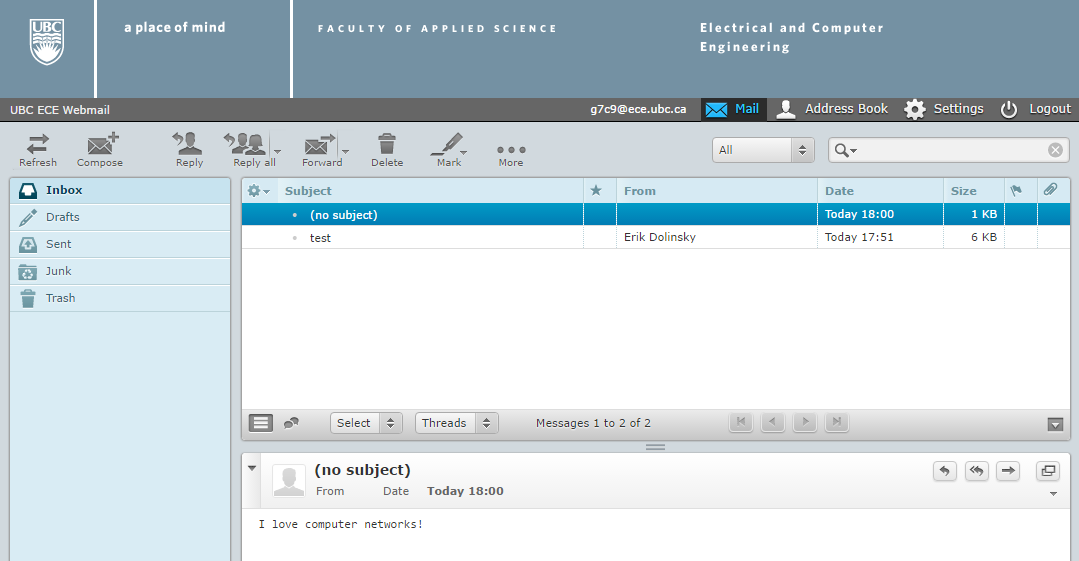 UBC
a place of mind
FACULTY OF APPLIED SCIENCE
Electrical and Computer
Engineering
UBC ECE Webmail
g7c9@ece.ubc.ca Mail Address Book Settings Logout
Refresh Compose Reply Reply all Forward Delete Mark More
All
Inbox
Drafts
Sent
Junk
Trash
Subject From Date Size
(no subject) Today 18:00 1 KB
test Erik Dolinsky Today 17:51 6 KB
Select Threads Messages 1 to 2 of 2
(no subject)
From Date Today 18:00
I love computer networks!